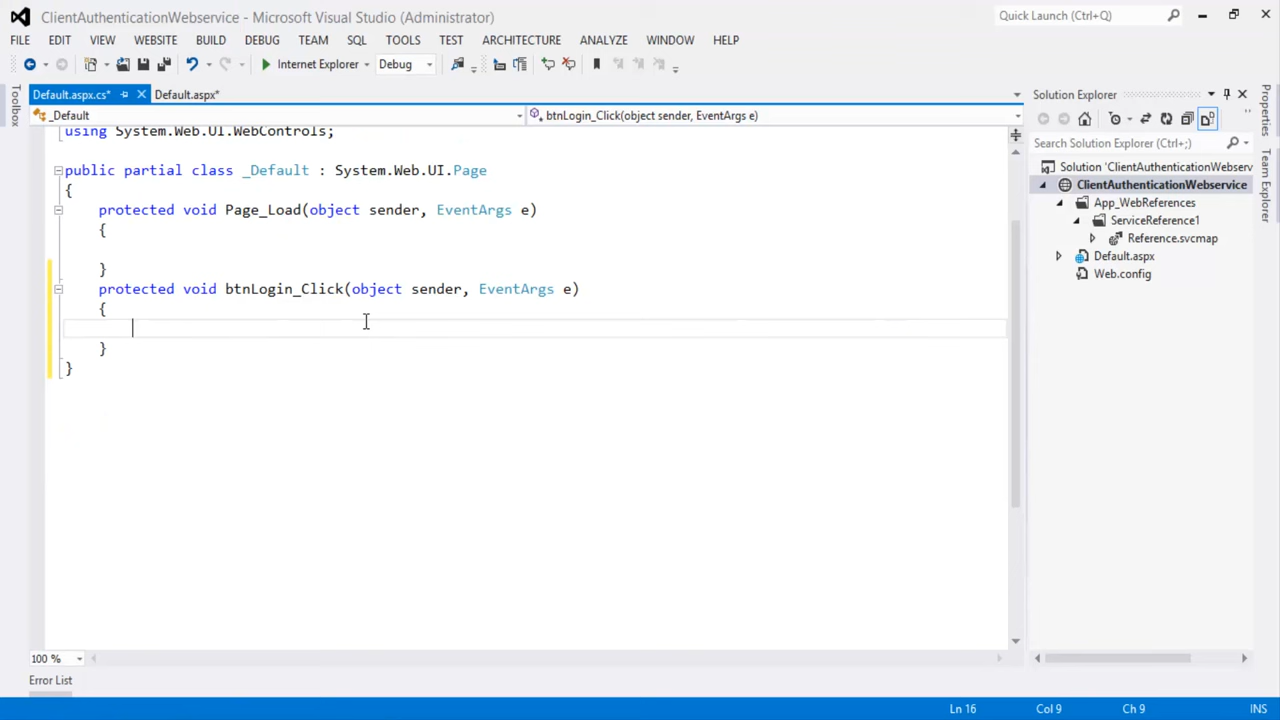 ClientAuthenticationWebservice - Microsoft Visual Studio (Administrator)
Quick Launch (Ctrl+Q)
FILE EDIT VIEW WEBSITE BUILD DEBUG TEAM SQL TOOLS TEST ARCHITECTURE ANALYZE WINDOW HELP
Internet Explorer Debug
Toolbox
Default.aspx.cs* Default.aspx*
_Default btnLogin_Click(object sender, EventArgs e)
using System.Web.UI.WebControls;
public partial class _Default : System.Web.UI.Page
{
protected void Page_Load(object sender, EventArgs e)
{
}
protected void btnLogin_Click(object sender, EventArgs e)
{
}
}
100 %
Error List
Solution Explorer
Search Solution Explorer (Ctrl+;)
Solution 'ClientAuthenticationWebserv
ClientAuthenticationWebservice
App_WebReferences
ServiceReference1
Reference.svcmap
Default.aspx
Web.config
Properties
Team Explorer
Ln 16 Col 9 Ch 9 INS